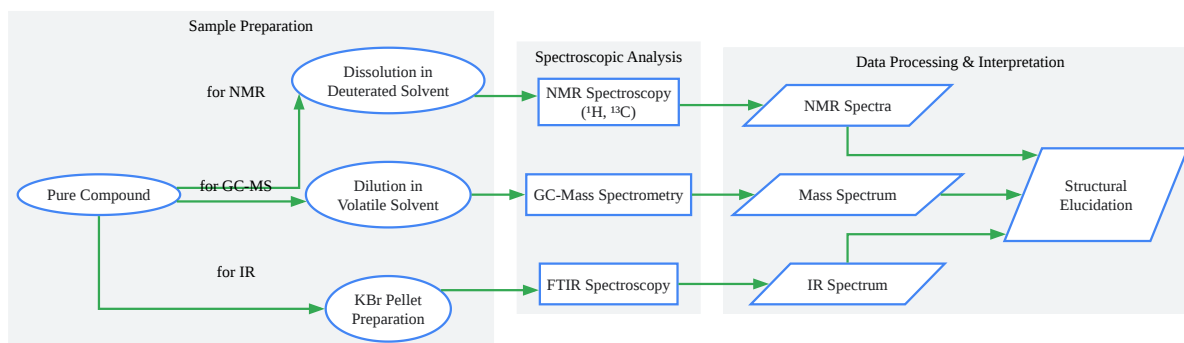 Sample Preparation
Spectroscopic Analysis
Data Processing & Interpretation
for NMR
Dissolution in
Deuterated Solvent
NMR Spectroscopy
(¹H, ¹³C)
NMR Spectra
Pure Compound
for GC-MS
Dilution in
Volatile Solvent
GC-Mass Spectrometry
Mass Spectrum
Structural
Elucidation
for IR
KBr Pellet
Preparation
FTIR Spectroscopy
IR Spectrum